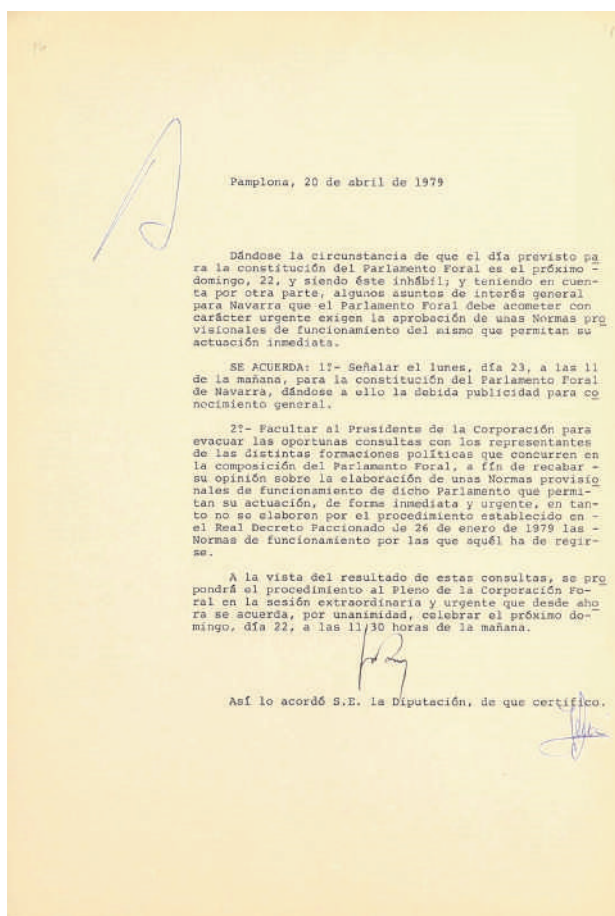 Pamplona, 20 de abril de 1979
Dándose la circunstancia de que el día previsto pa
ra la constitución del Parlamento Foral es el próximo -
domingo, 22, y siendo éste inhábil; y teniendo en cuen-
ta por otra parte, algunos asuntos de interés general
para Navarra que el Parlamento Foral debe acometer con
carácter urgente exigen la aprobación de unas Normas pro
visionales de funcionamiento del mismo que permitan su
actuación inmediata.
SE ACUERDA: 1º- Señalar el lunes, día 23, a las 11
de la mañana, para la constitución del Parlamento Foral
de Navarra, dándose a ello la debida publicidad para co
nocimiento general.
2º- Facultar al Presidente de la Corporación para
evacuar las oportunas consultas con los representantes
de las distintas formaciones políticas que concurren en
la composición del Parlamento Foral, a fín de recabar -
su opinión sobre la elaboración de unas Normas provisio
nales de funcionamiento de dicho Parlamento que permi-
tan su actuación, de forma inmediata y urgente, en tan-
to no se elaboren por el procedimiento establecido en -
el Real Decreto Paccionado de 26 de enero de 1979 las -
Normas de funcionamiento por las que aquél ha de regir-
se.
A la vista del resultado de estas consultas, se pro
pondrá el procedimiento al Pleno de la Corporación Fo-
ral en la sesión extraordinaria y urgente que desde aho
ra se acuerda, por unanimidad, celebrar el próximo do-
mingo, día 22, a las 11,30 horas de la mañana.
Así lo acordó S.E. la Diputación, de que certifico.